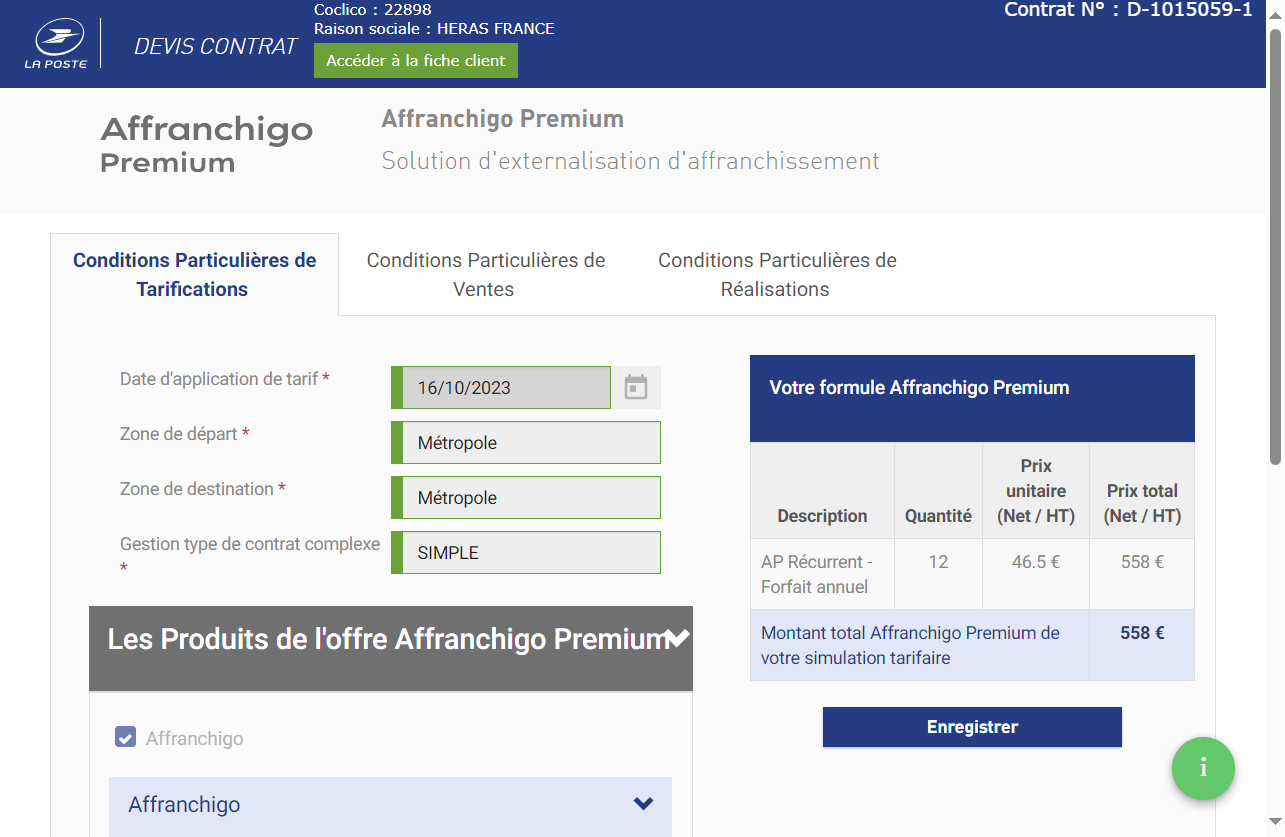 LA POSTE
DEVIS CONTRAT
Coclico : 22898
Raison sociale : HERAS FRANCE
Accéder à la fiche client
Contrat N° : D-1015059-1
Affranchigo
Premium
Affranchigo Premium
Solution d'externalisation d'affranchissement
Conditions Particulières de
Tarifications
Conditions Particulières de
Ventes
Conditions Particulières de
Réalisations
Date d'application de tarif *
16/10/2023
Zone de départ *
Métropole
Zone de destination *
Métropole
Gestion type de contrat complexe
*
SIMPLE
Les Produits de l'offre Affranchigo Premium
Affranchigo
Affranchigo
Votre formule Affranchigo Premium
Description
Quantité
Prix
unitaire
(Net / HT)
Prix total
(Net / HT)
AP Récurrent -
Forfait annuel
12
46.5 €
558 €
Montant total Affranchigo Premium de
votre simulation tarifaire
558 €
Enregistrer
i